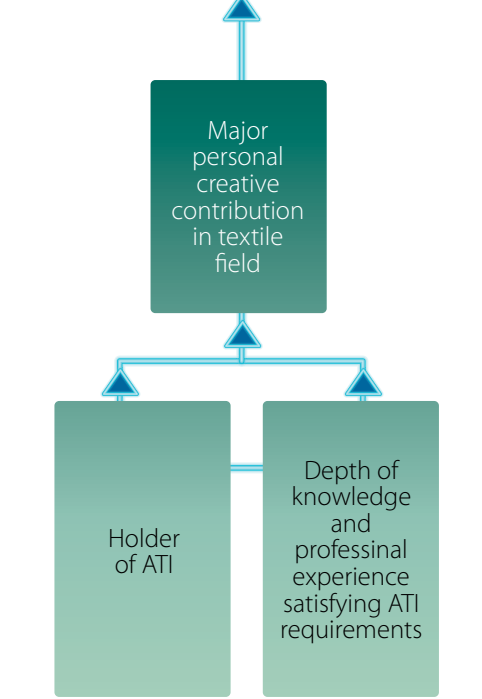 Major
personal
creative
contribution
in textile
field
Holder
of ATI
Depth of
knowledge
and
professinal
experience
satisfying ATI
requirements